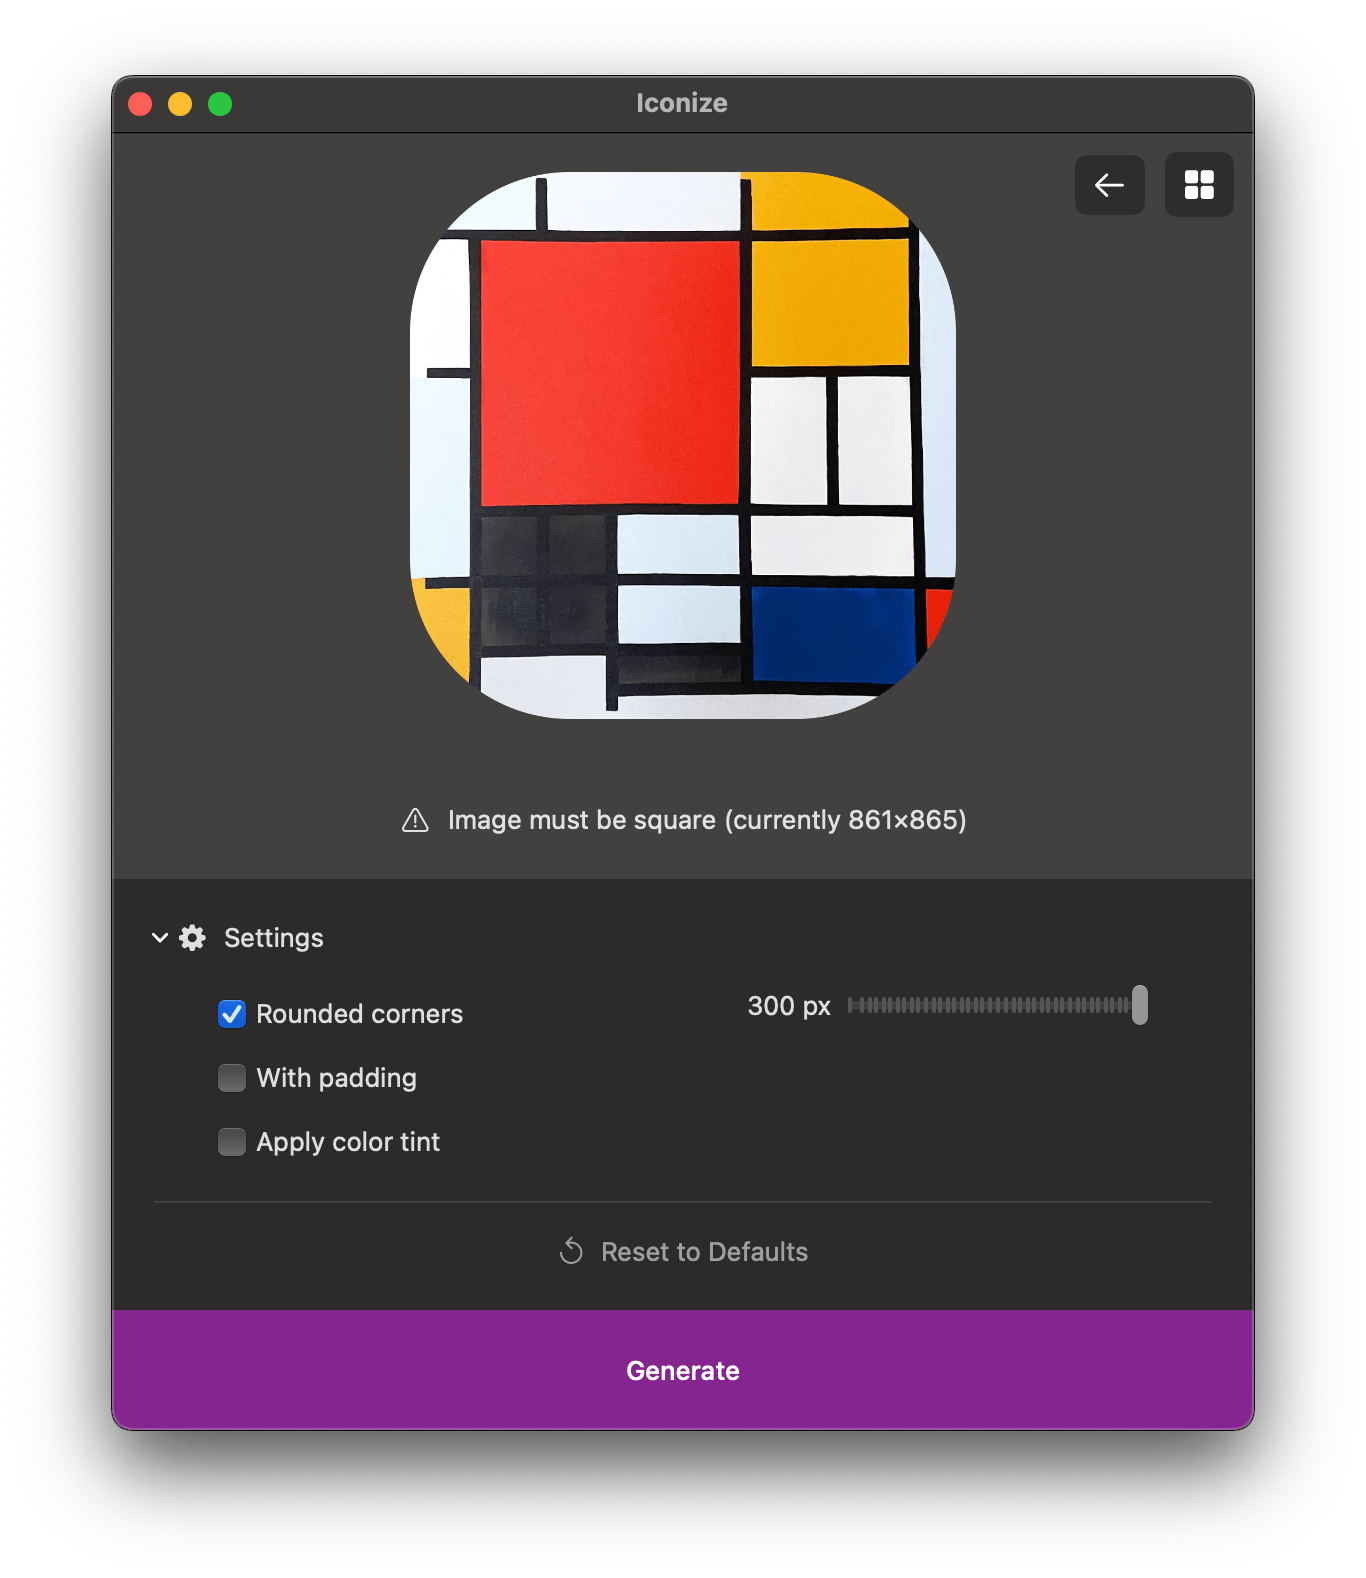 Iconize
Image must be square (currently 861×865)
Settings
Rounded corners
300 px
With padding
Apply color tint
Reset to Defaults
Generate